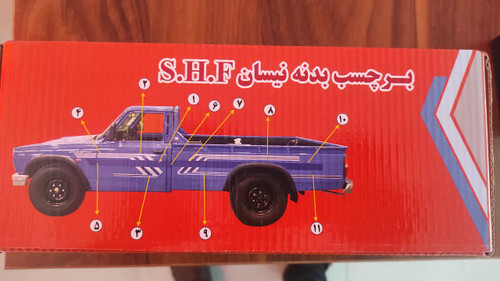 برچسب بدنه نیسان S.H.F
۲ ۱ ۷ ۸ ۱۰
۴ ۶
۵ ۳ ۹ ۱۱